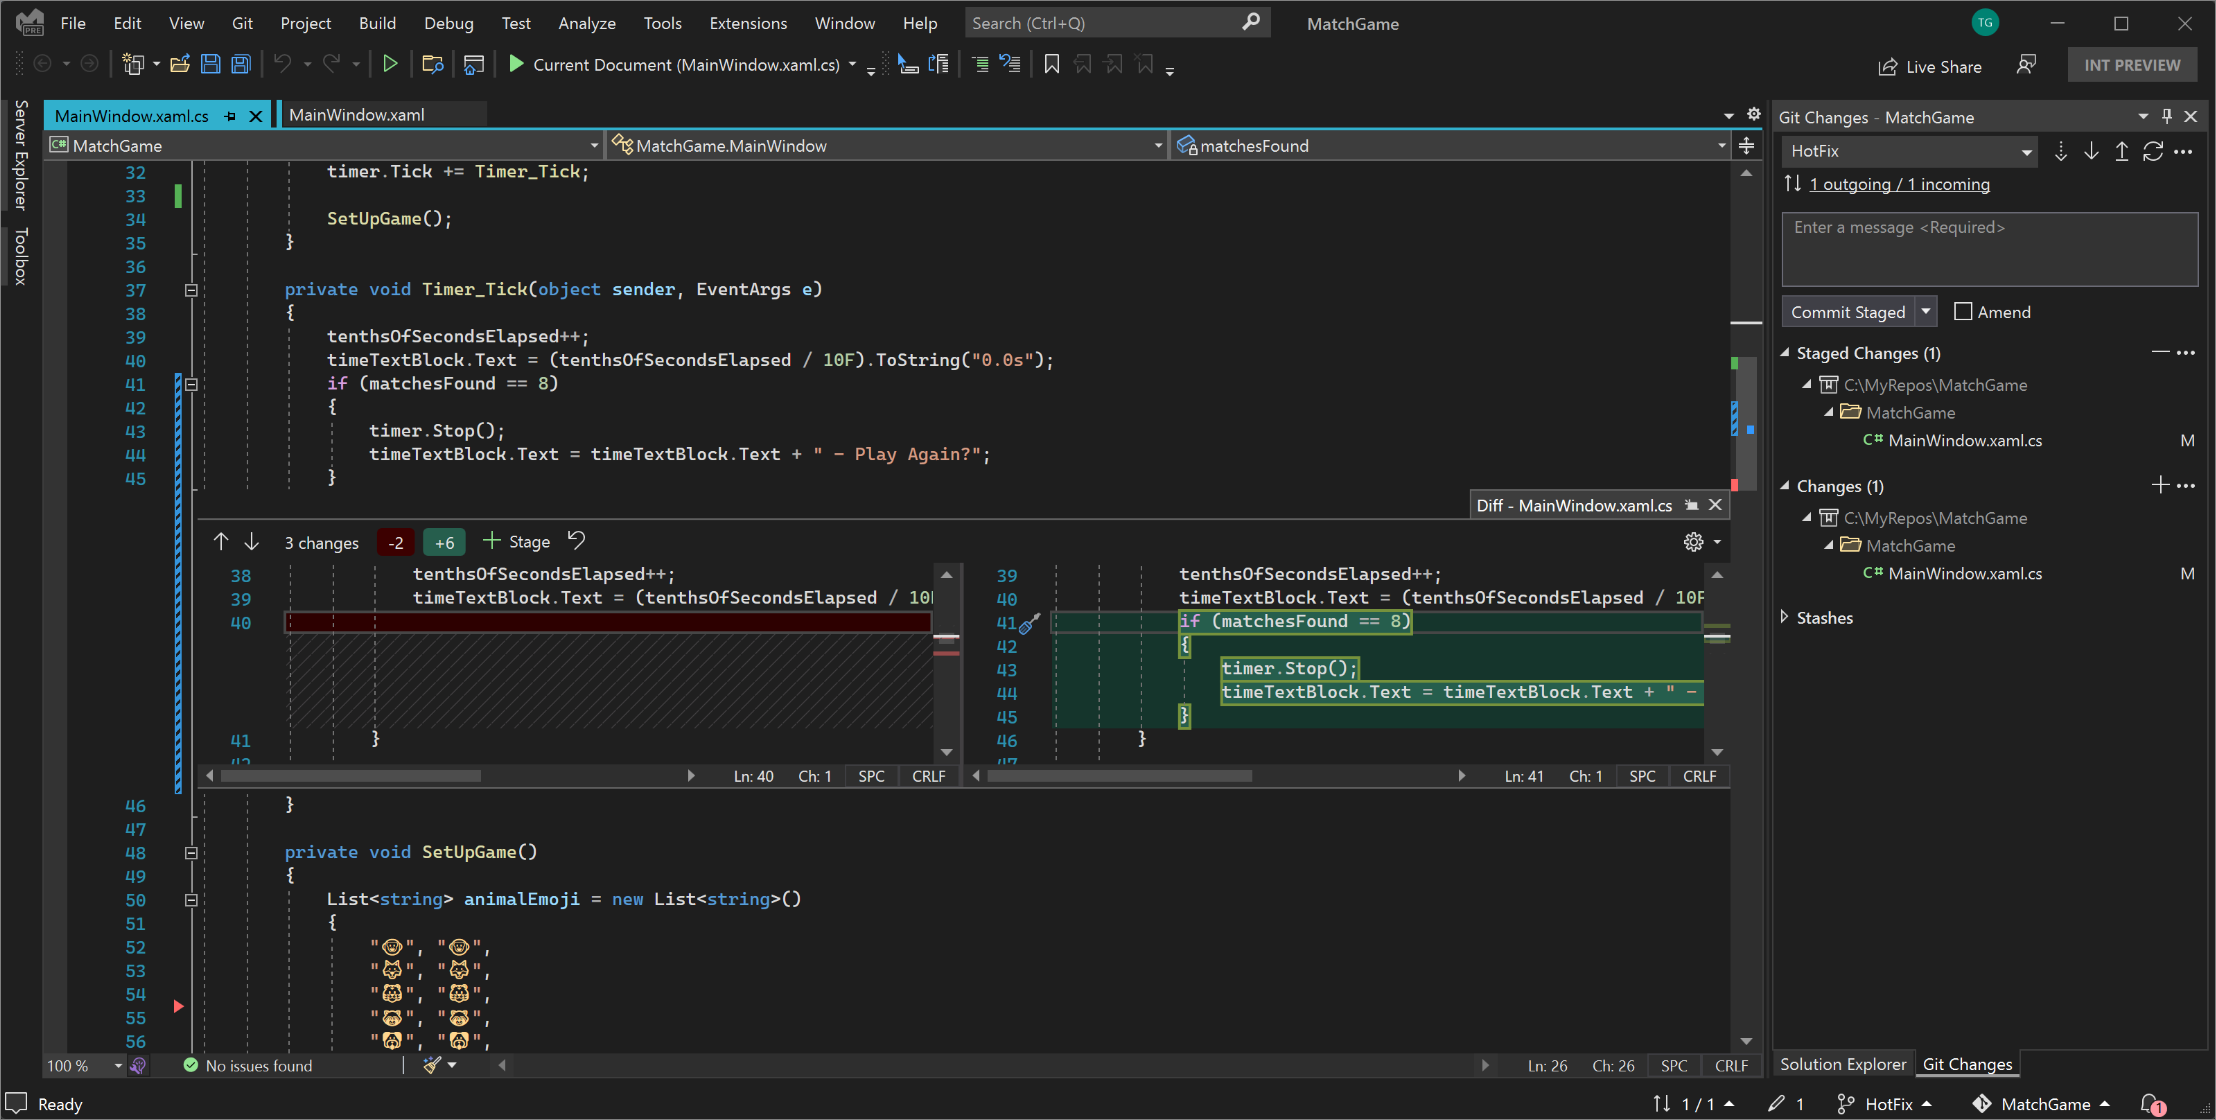 File Edit View Git Project Build Debug Test Analyze Tools Extensions Window Help Search (Ctrl+Q) MatchGame TG
PRE
Current Document (MainWindow.xaml.cs) Live Share INT PREVIEW
Server Explorer
Toolbox
MainWindow.xaml.cs MainWindow.xaml
C# MatchGame MatchGame.MainWindow matchesFound
32 timer.Tick += Timer_Tick;
33
34 SetUpGame();
35 }
36
37 private void Timer_Tick(object sender, EventArgs e)
38 {
39 tenthsOfSecondsElapsed++;
40 timeTextBlock.Text = (tenthsOfSecondsElapsed / 10F).ToString("0.0s");
41 if (matchesFound == 8)
42 {
43 timer.Stop();
44 timeTextBlock.Text = timeTextBlock.Text + " - Play Again?";
45 }
Diff - MainWindow.xaml.cs
3 changes -2 +6 Stage
38 tenthsOfSecondsElapsed++;
39 timeTextBlock.Text = (tenthsOfSecondsElapsed / 10
40
41 }
42
Ln: 40 Ch: 1 SPC CRLF
39 tenthsOfSecondsElapsed++;
40 timeTextBlock.Text = (tenthsOfSecondsElapsed / 10F
41 if (matchesFound == 8)
42 {
43 timer.Stop();
44 timeTextBlock.Text = timeTextBlock.Text + " -
45 }
46 }
47
Ln: 41 Ch: 1 SPC CRLF
46 }
47
48 private void SetUpGame()
49 {
50 List<string> animalEmoji = new List<string>()
51 {
52 "🐵", "🐵",
53 "🦊", "🦊",
54 "🐯", "🐯",
55 "🦝", "🦝",
56 "🐶", "🐶",
100 % No issues found Ln: 26 Ch: 26 SPC CRLF
Git Changes - MatchGame
HotFix
1 outgoing / 1 incoming
Enter a message <Required>
Commit Staged Amend
Staged Changes (1)
C:\MyRepos\MatchGame
MatchGame
C# MainWindow.xaml.cs M
Changes (1)
C:\MyRepos\MatchGame
MatchGame
C# MainWindow.xaml.cs M
Stashes
Solution Explorer Git Changes
Ready 1 / 1 1 HotFix MatchGame 1